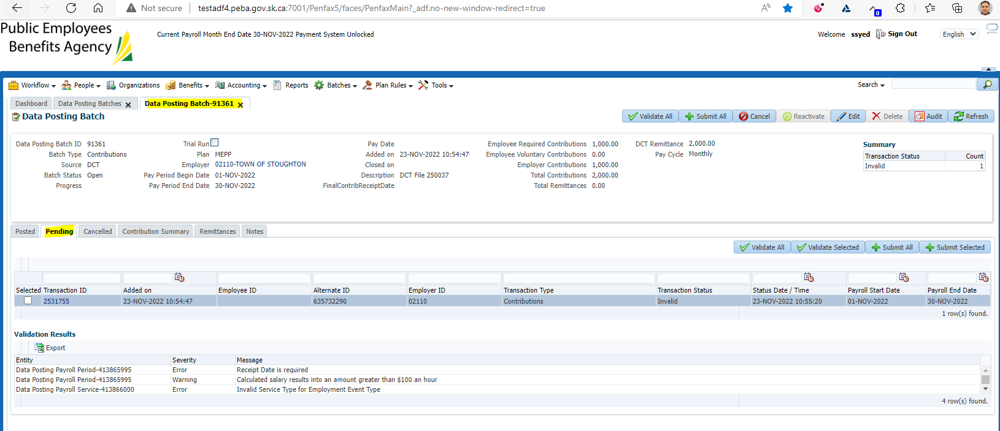 Not secure testadf4.peba.gov.sk.ca:7001/Penfax5/faces/PenfaxMain?_adf.no-new-window-redirect=true 0
Public Employees
Benefits Agency
Current Payroll Month End Date 30-NOV-2022 Payment System Unlocked
Welcome ssyed Sign Out English
Workflow People Organizations Benefits Accounting Reports Batches Plan Rules Tools Search
Dashboard Data Posting Batches Data Posting Batch-91361
Data Posting Batch
Validate All Submit All Cancel Reactivate Edit Delete Audit Refresh
Data Posting Batch ID 91361 Trial Run Pay Date Employee Required Contributions 1,000.00 DCT Remittance 2,000.00
Batch Type Contributions Plan MEPP Added on 23-NOV-2022 10:54:47 Employee Voluntary Contributions 0.00 Pay Cycle Monthly
Source DCT Employer 02110-TOWN OF STOUGHTON Closed on Employer Contributions 1,000.00
Batch Status Open Pay Period Begin Date 01-NOV-2022 Description DCT File 250037 Total Contributions 2,000.00
Progress Pay Period End Date 30-NOV-2022 FinalContribReceiptDate Total Remittances 0.00
Summary
Transaction Status Count
Invalid 1
Posted Pending Cancelled Contribution Summary Remittances Notes
Validate All Validate Selected Submit All Submit Selected
Selected Transaction ID Added on Employee ID Alternate ID Employer ID Transaction Type Transaction Status Status Date / Time Payroll Start Date Payroll End Date
2531755 23-NOV-2022 10:54:47 635732290 02110 Contributions Invalid 23-NOV-2022 10:55:20 01-NOV-2022 30-NOV-2022
1 row(s) found.
Validation Results
Export
Entity Severity Message
Data Posting Payroll Period-413865995 Error Receipt Date is required
Data Posting Payroll Period-413865995 Warning Calculated salary results into an amount greater than $100 an hour
Data Posting Payroll Service-413866000 Error Invalid Service Type for Employment Event Type
4 row(s) found.